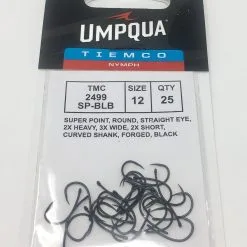 UMPQUA
TIEMCO
NYMPH
TMC
2499
SP-BLB
SIZE
12
QTY
25
SUPER POINT, ROUND, STRAIGHT EYE,
2X HEAVY, 3X WIDE, 2X SHORT,
CURVED SHANK, FORGED, BLACK